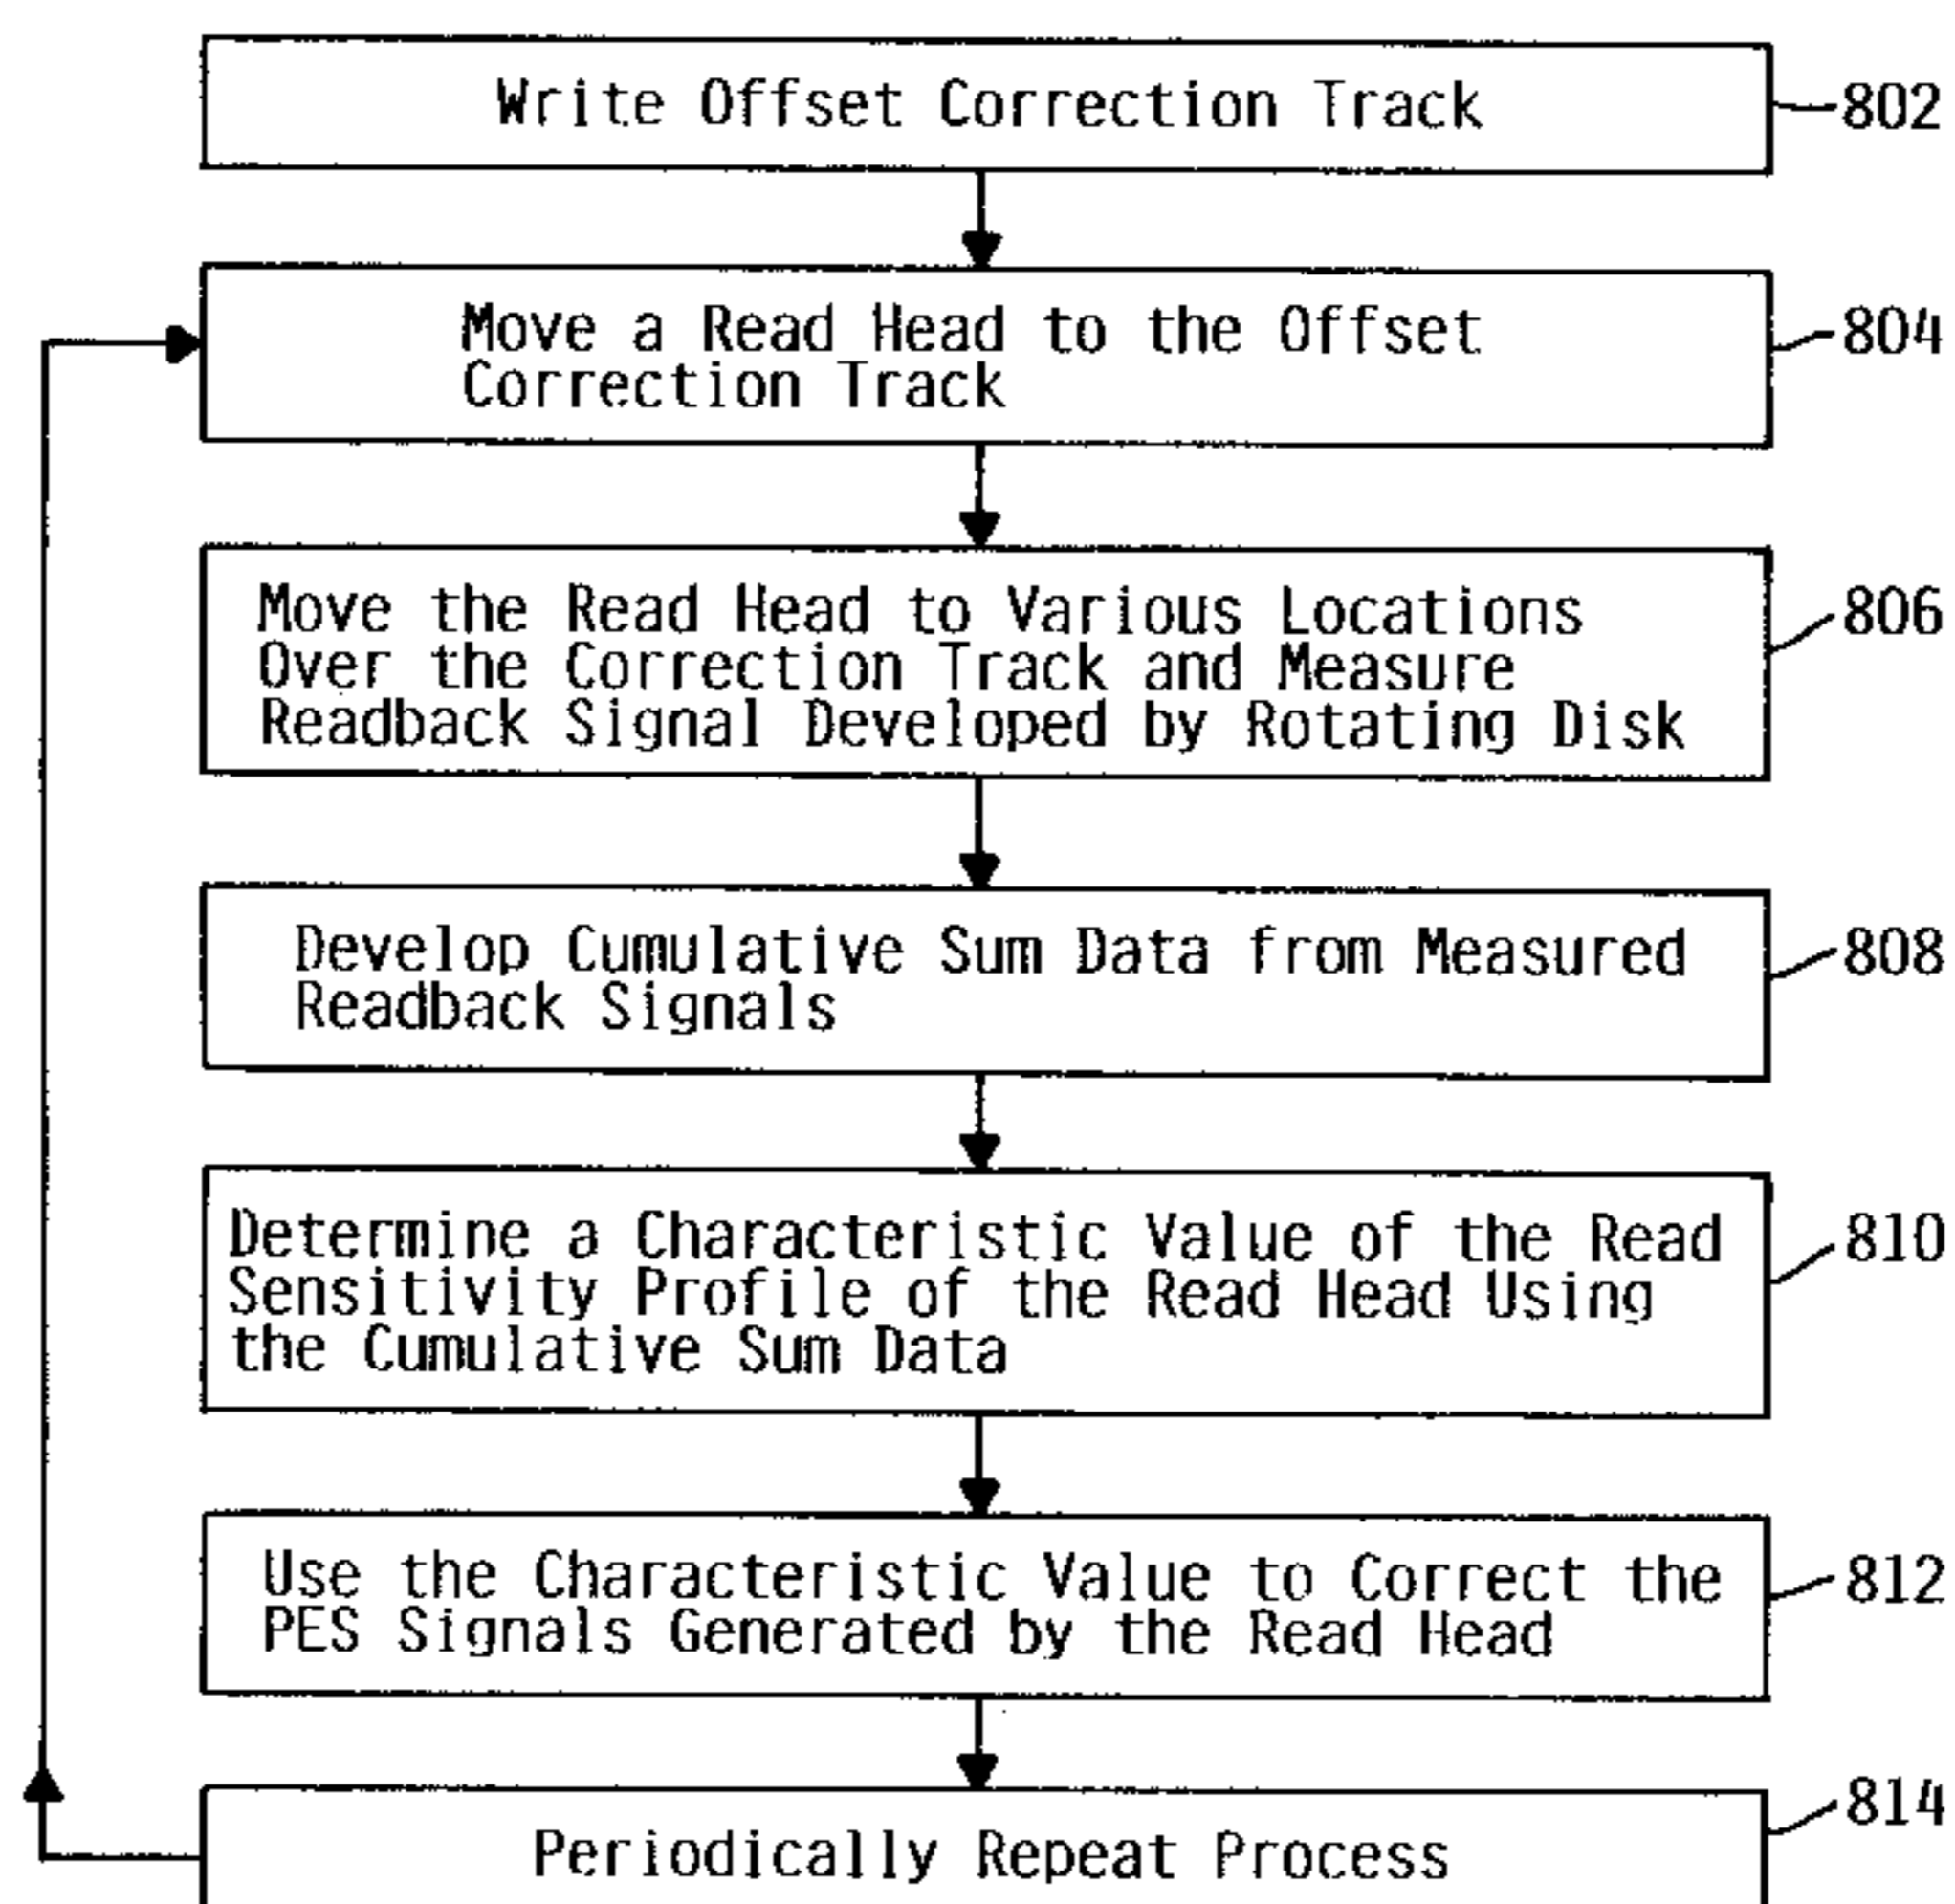 Write Offset Correction Track
802
Move a Read Head to the Offset
Correction Track
804
Move the Read Head to Various Locations
Over the Correction Track and Measure
Readback Signal Developed by Rotating Disk
806
Develop Cumulative Sum Data from Measured
Readback Signals
808
Determine a Characteristic Value of the Read
Sensitivity Profile of the Read Head Using
the Cumulative Sum Data
810
Use the Characteristic Value to Correct the
PES Signals Generated by the Read Head
812
Periodically Repeat Process
814